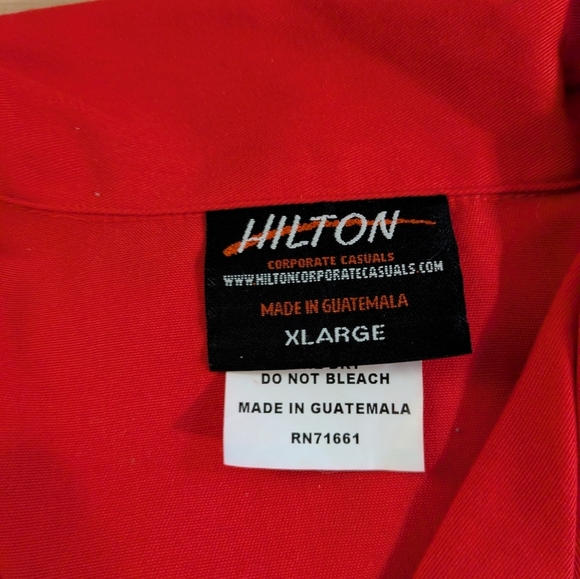 HILTON
CORPORATE CASUALS
WWW.HILTONCORPORATECASUALS.COM
MADE IN GUATEMALA
XLARGE
DO NOT BLEACH
MADE IN GUATEMALA
RN71661